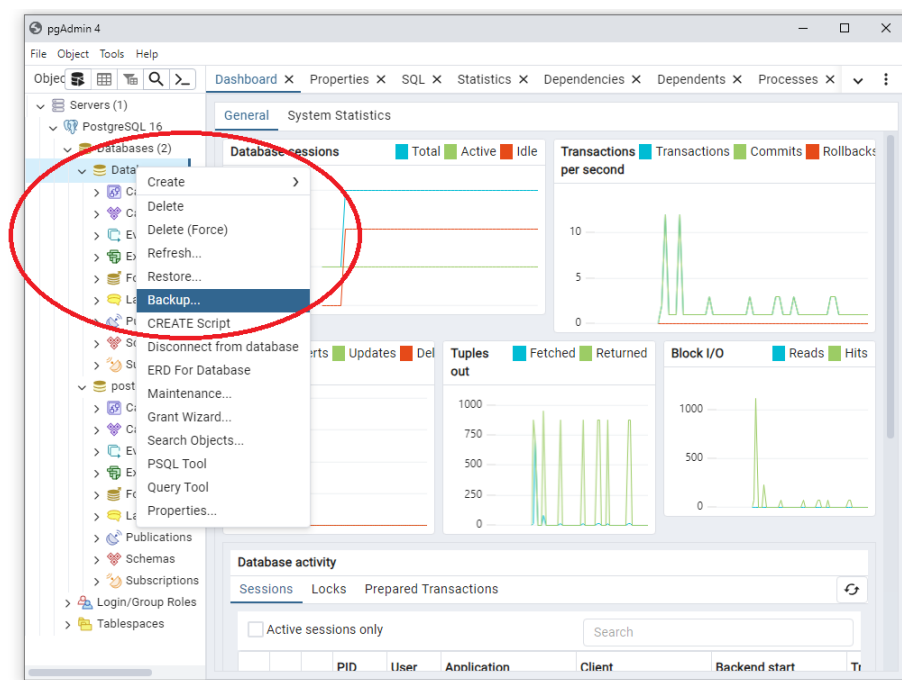 pgAdmin 4
File Object Tools Help
Dashboard Properties SQL Statistics Dependencies Dependents Processes
Servers (1)
PostgreSQL 16
Databases (2)
General System Statistics
Database sessions Total Active Idle
Transactions per second Transactions Commits Rollbacks
10
5
0
Create
Delete
Delete (Force)
Refresh...
Restore...
Backup...
CREATE Script
Disconnect from database
ERD For Database
Maintenance...
Grant Wizard...
Search Objects...
PSQL Tool
Query Tool
Properties...
Publications
Schemas
Subscriptions
Login/Group Roles
Tablespaces
Updates
Tuples out Fetched Returned
1000
750
500
250
0
Block I/O Reads Hits
1000
500
0
Database activity
Sessions Locks Prepared Transactions
Active sessions only Search
PID User Application Client Backend start